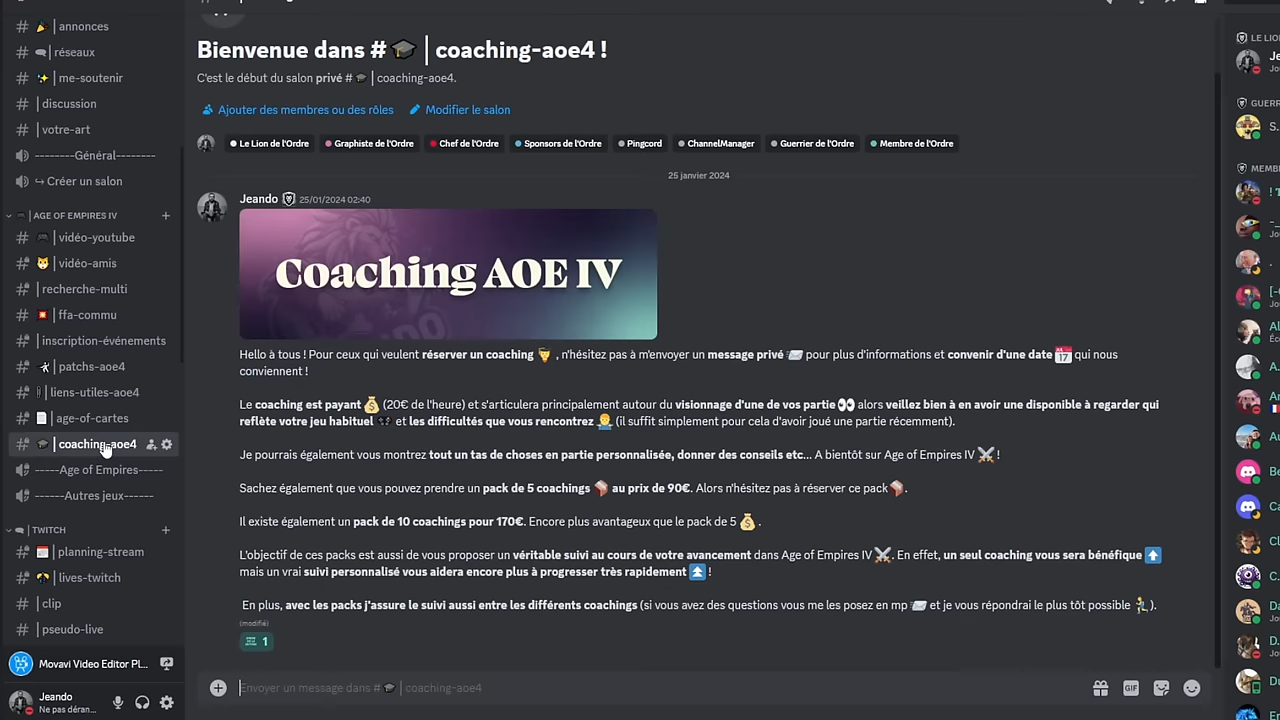 annonces
réseaux
me-soutenir
discussion
votre-art
--------Général--------
Créer un salon
AGE OF EMPIRES IV
vidéo-youtube
vidéo-amis
recherche-multi
ffa-commu
inscription-événements
patchs-aoe4
liens-utiles-aoe4
age-of-cartes
coaching-aoe4
-----Age of Empires-----
------Autres jeux------
TWITCH
planning-stream
lives-twitch
clip
pseudo-live
Movavi Video Editor PL...
Jeando
Ne pas déran...
Bienvenue dans # 🎓 | coaching-aoe4 !
C'est le début du salon privé # 🎓 | coaching-aoe4.
Ajouter des membres ou des rôles
Modifier le salon
Le Lion de l'Ordre
Graphiste de l'Ordre
Chef de l'Ordre
Sponsors de l'Ordre
Pingcord
ChannelManager
Guerrier de l'Ordre
Membre de l'Ordre
25 janvier 2024
Jeando 25/01/2024 02:40
Coaching AOE IV
Hello à tous ! Pour ceux qui veulent réserver un coaching , n'hésitez pas à m'envoyer un message privé pour plus d'informations et convenir d'une date 17 qui nous
conviennent !
Le coaching est payant 💰 (20€ de l'heure) et s'articulera principalement autour du visionnage d'une de vos partie 👀 alors veillez bien à en avoir une disponible à regarder qui
reflète votre jeu habituel et les difficultés que vous rencontrez (il suffit simplement pour cela d'avoir joué une partie récemment).
Je pourrais également vous montrez tout un tas de choses en partie personnalisée, donner des conseils etc... A bientôt sur Age of Empires IV ⚔️ !
Sachez également que vous pouvez prendre un pack de 5 coachings au prix de 90€. Alors n'hésitez pas à réserver ce pack .
Il existe également un pack de 10 coachings pour 170€. Encore plus avantageux que le pack de 5 💰 .
L'objectif de ces packs est aussi de vous proposer un véritable suivi au cours de votre avancement dans Age of Empires IV ⚔️. En effet, un seul coaching vous sera bénéfique ⬆️
mais un vrai suivi personnalisé vous aidera encore plus à progresser très rapidement ⏫ !
En plus, avec les packs j'assure le suivi aussi entre les différents coachings (si vous avez des questions vous me les posez en mp et je vous répondrai le plus tôt possible ).
(modifié)
1
Envoyer un message dans # 🎓 | coaching-aoe4
GIF
LE LION
Je
GUERR
S.
MEMB
! T
A.
C.
D.